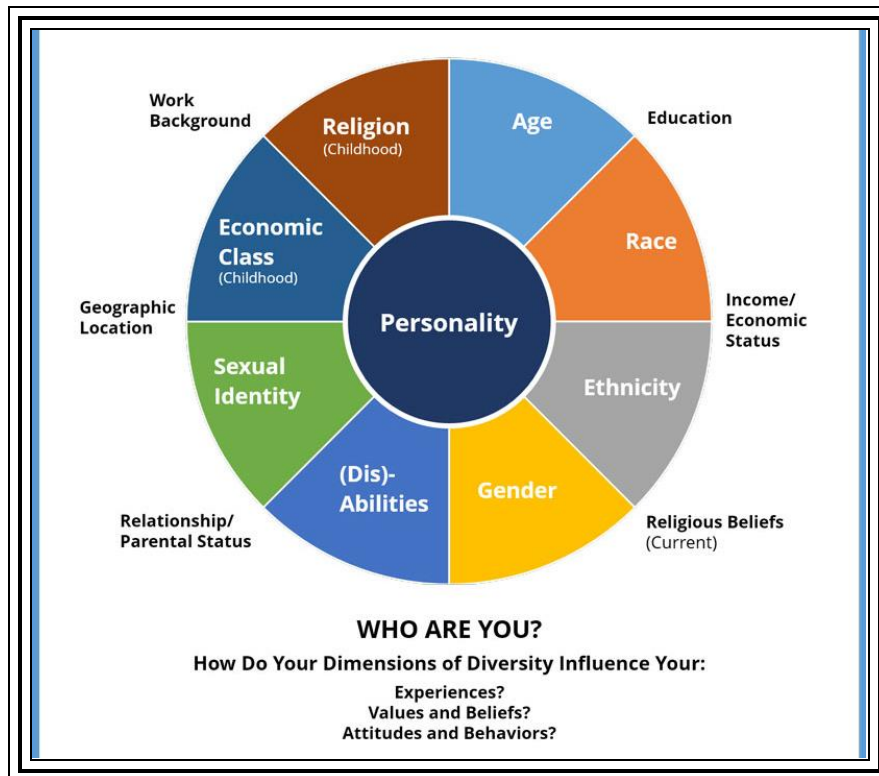 Work
Background
Religion
(Childhood)
Age
Education
Economic
Class
(Childhood)
Race
Geographic
Location
Personality
Income/
Economic
Status
Sexual
Identity
Ethnicity
(Dis)-
Abilities
Gender
Relationship/
Parental Status
Religious Beliefs
(Current)
WHO ARE YOU?
How Do Your Dimensions of Diversity Influence Your:
Experiences?
Values and Beliefs?
Attitudes and Behaviors?